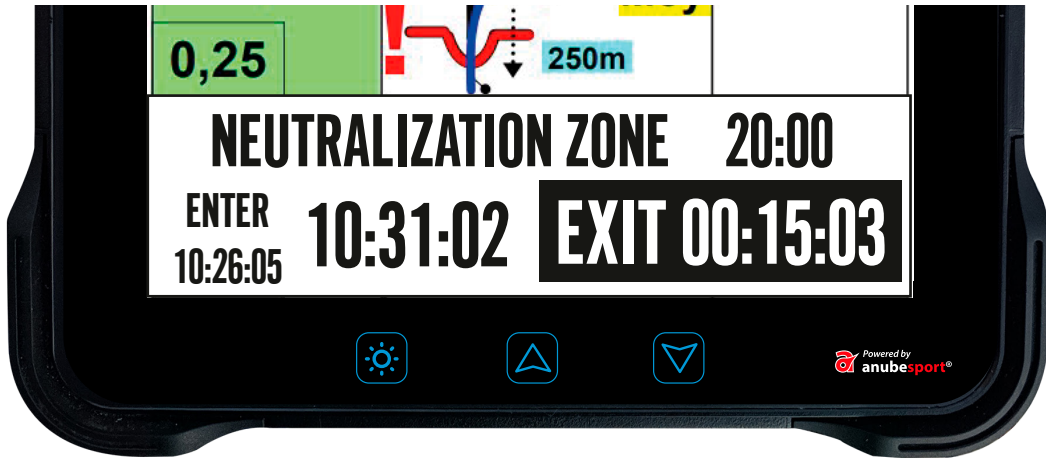 0,25
!
250m
NEUTRALIZATION ZONE 20:00
ENTER
10:26:05
10:31:02
EXIT 00:15:03
Powered by
anubesport®